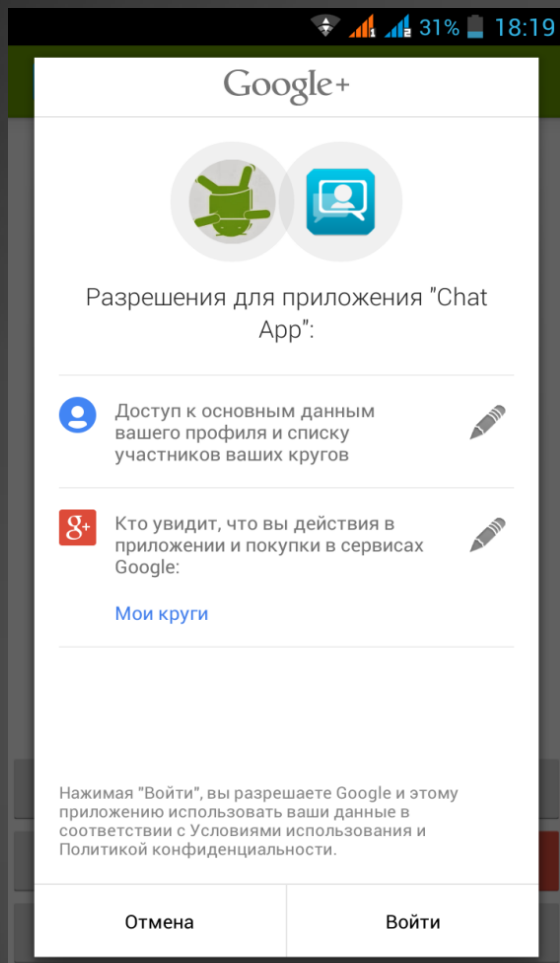 31% 18:19
Google+
Разрешения для приложения "Chat
App":
Доступ к основным данным
вашего профиля и списку
участников ваших кругов
Кто увидит, что вы действия в
приложении и покупки в сервисах
Google:
Мои круги
Нажимая "Войти", вы разрешаете Google и этому
приложению использовать ваши данные в
соответствии с Условиями использования и
Политикой конфиденциальности.
Отмена Войти